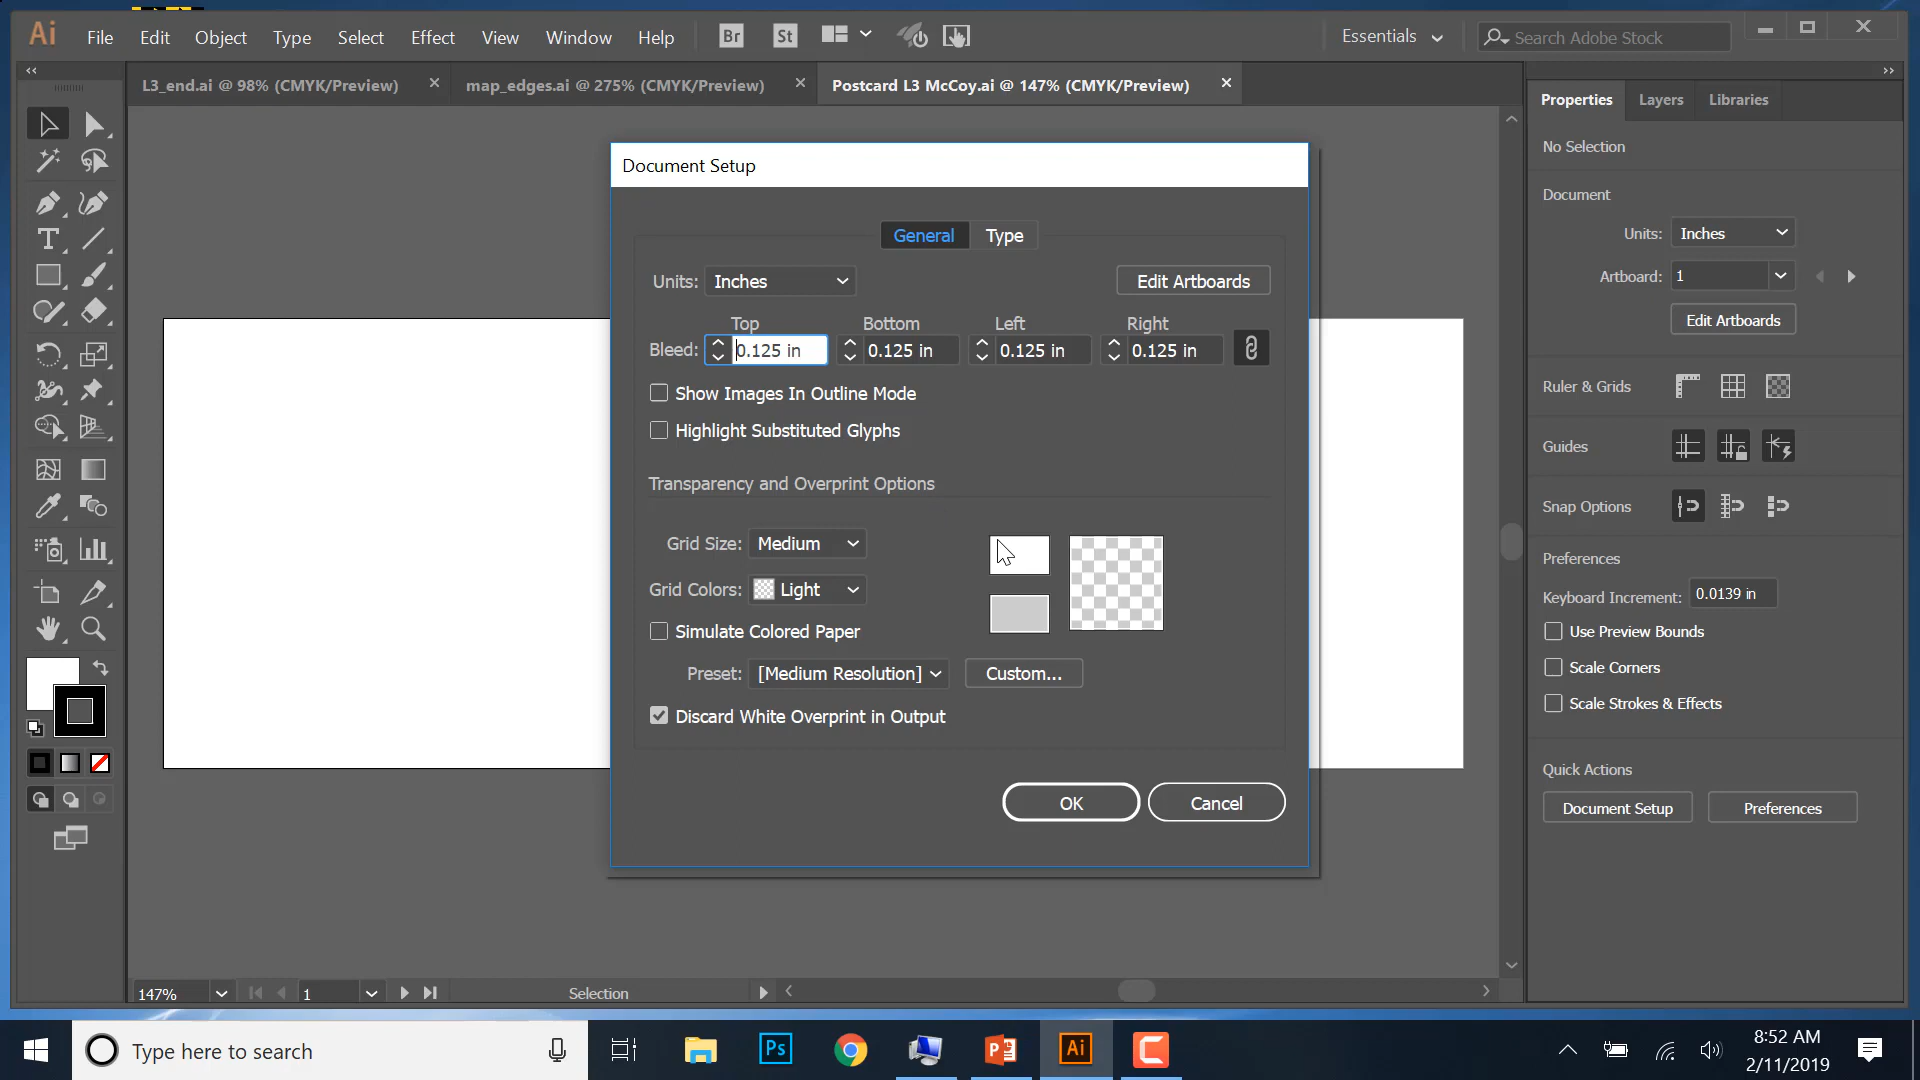 Ai File Edit Object Type Select Effect View Window Help Br St Essentials Search Adobe Stock
L3_end.ai @ 98% (CMYK/Preview) × map_edges.ai @ 275% (CMYK/Preview) × Postcard L3 McCoy.ai @ 147% (CMYK/Preview) ×
Properties Layers Libraries
No Selection
Document
Units: Inches
Artboard: 1
Edit Artboards
Ruler & Grids
Guides
Snap Options
Preferences
Keyboard Increment: 0.0139 in
Use Preview Bounds
Scale Corners
Scale Strokes & Effects
Quick Actions
Document Setup Preferences
Document Setup
General Type
Units: Inches Edit Artboards
Top Bottom Left Right
Bleed: 0.125 in 0.125 in 0.125 in 0.125 in
Show Images In Outline Mode
Highlight Substituted Glyphs
Transparency and Overprint Options
Grid Size: Medium
Grid Colors: Light
Simulate Colored Paper
Preset: [Medium Resolution] Custom...
Discard White Overprint in Output
OK Cancel
147% 1 Selection
Type here to search Ps P Ai C 8:52 AM
2/11/2019